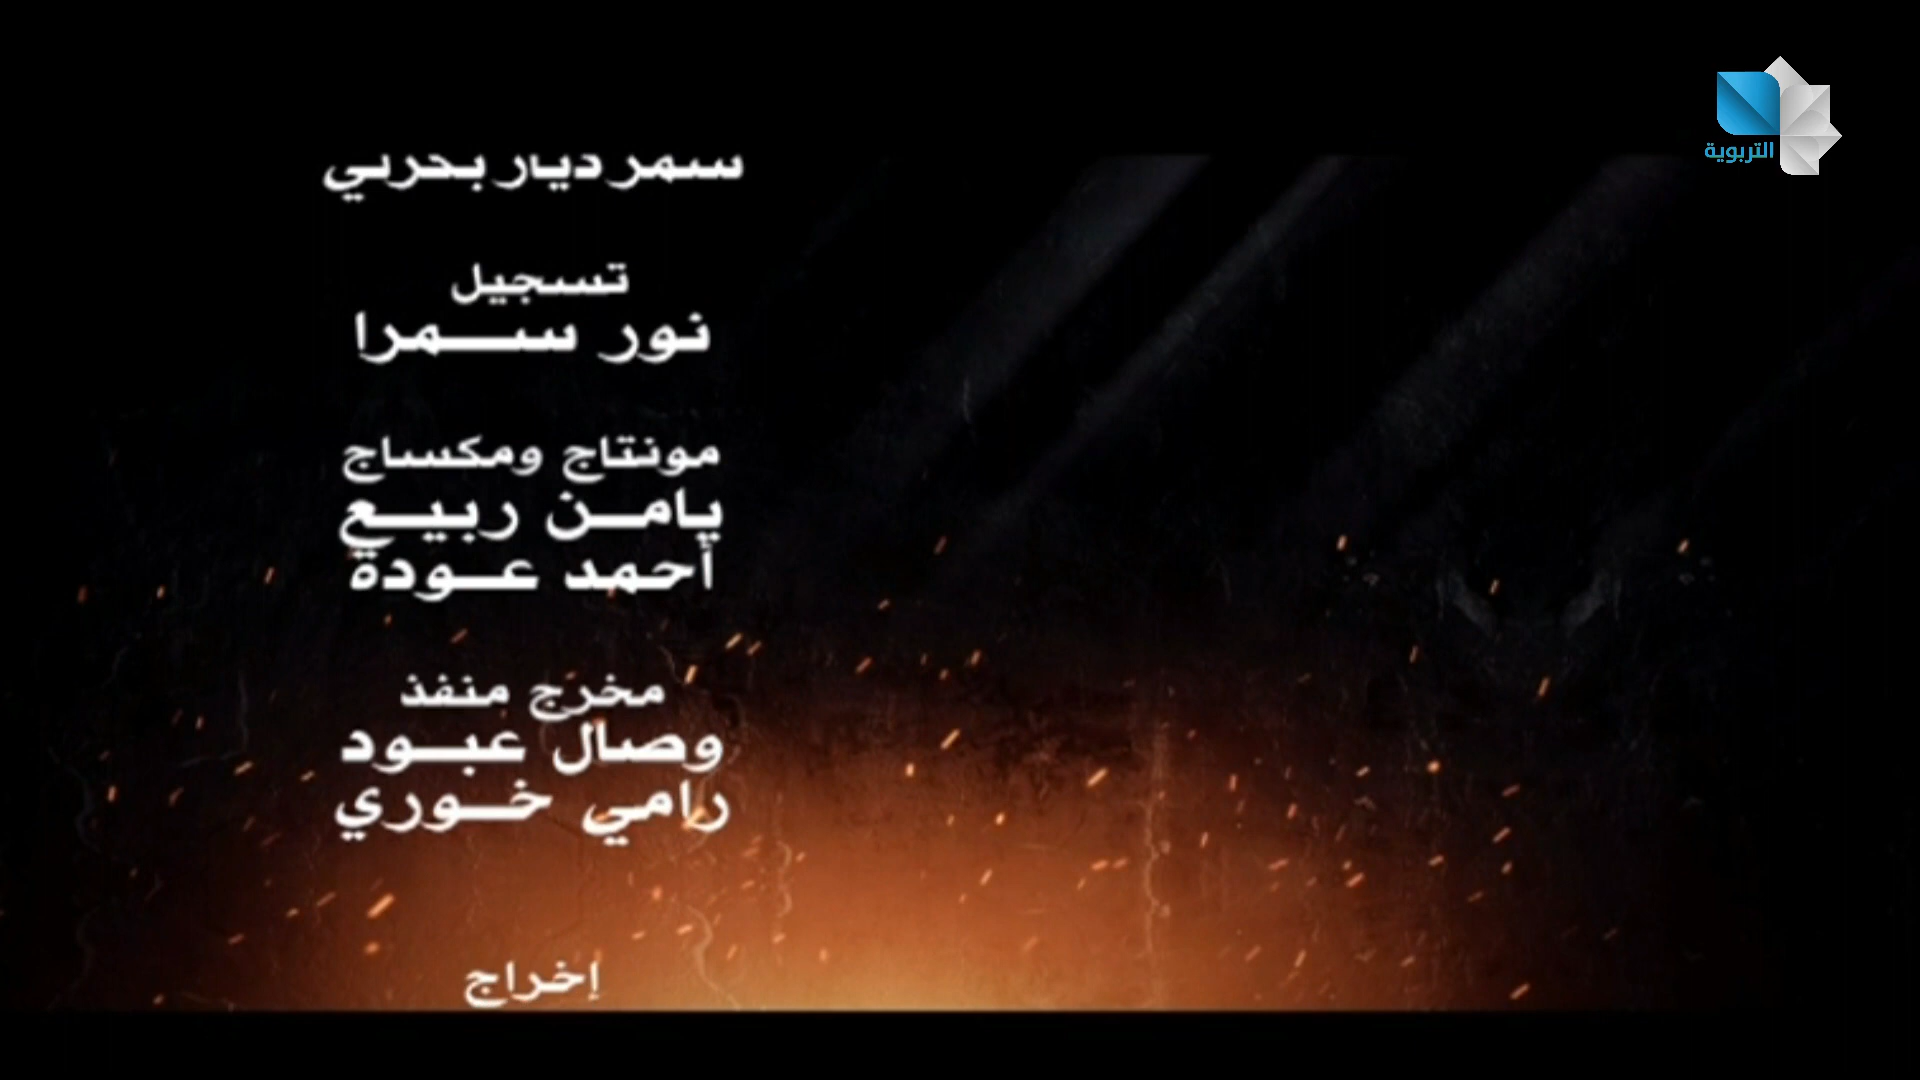 التربوية
سمر ديار بحرلي
تسجيل
نور سمرا
مونتاج ومكساج
يامن ربيع
أحمد عودة
مخرج منفذ
وصال عبود
رامي خوري
إخراج